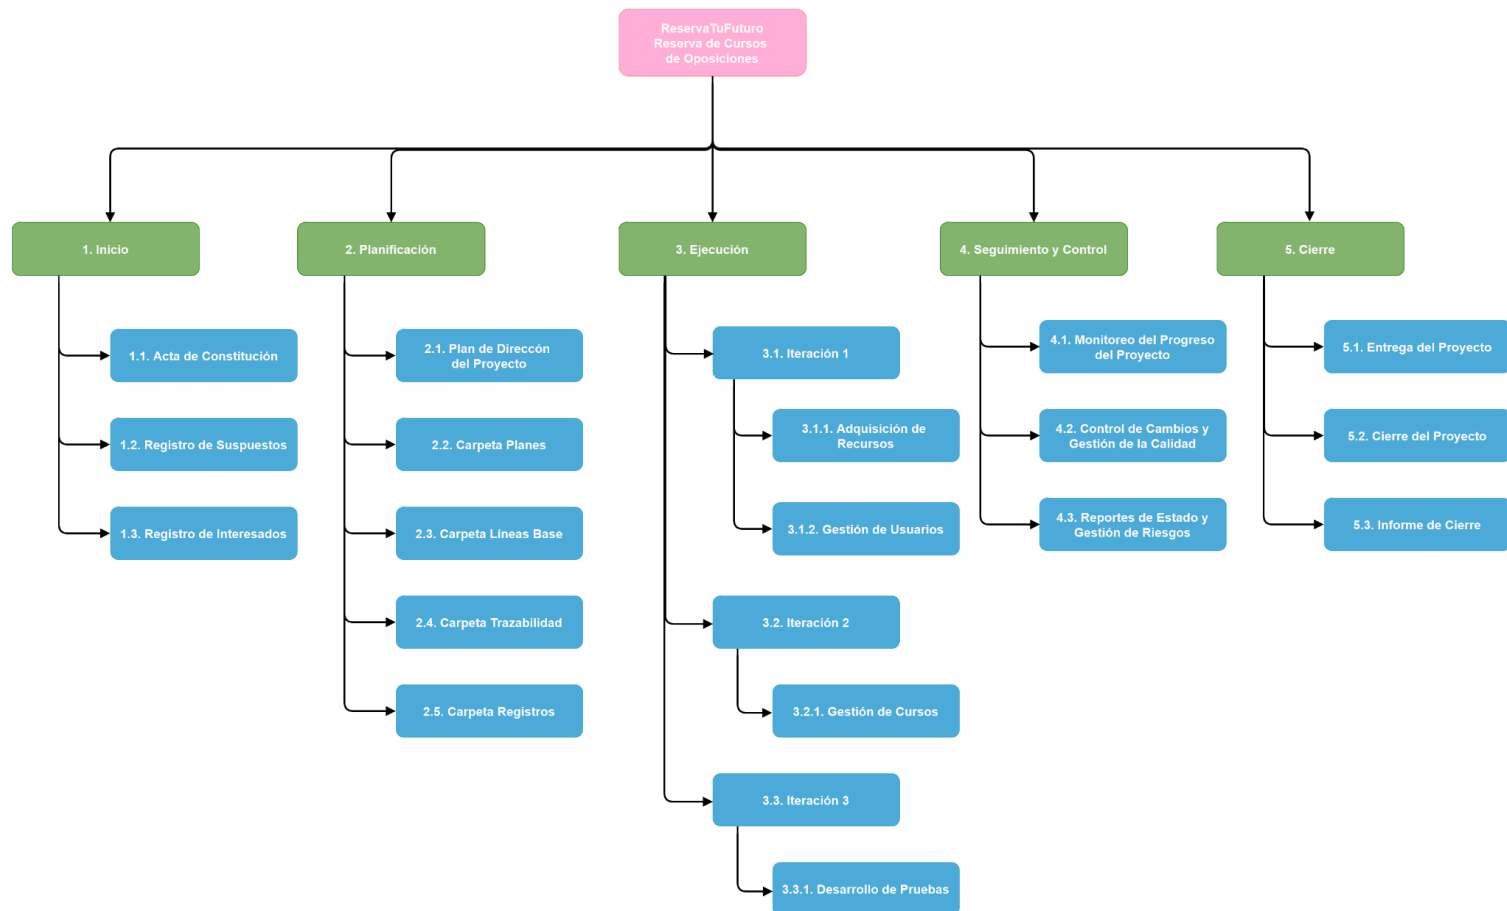 ReservaTuFuturo
Reserva de Cursos
de Oposiciones
1. Inicio
2. Planificación
3. Ejecución
4. Seguimiento y Control
5. Cierre
1.1. Acta de Constitución
1.2. Registro de Suspuestos
1.3. Registro de Interesados
2.1. Plan de Direccón
del Proyecto
2.2. Carpeta Planes
2.3. Carpeta Líneas Base
2.4. Carpeta Trazabilidad
2.5. Carpeta Registros
3.1. Iteración 1
3.1.1. Adquisición de
Recursos
3.1.2. Gestión de Usuarios
3.2. Iteración 2
3.2.1. Gestión de Cursos
3.3. Iteración 3
3.3.1. Desarrollo de Pruebas
4.1. Monitoreo del Progreso
del Proyecto
4.2. Control de Cambios y
Gestión de la Calidad
4.3. Reportes de Estado y
Gestión de Riesgos
5.1. Entrega del Proyecto
5.2. Cierre del Proyecto
5.3. Informe de Cierre